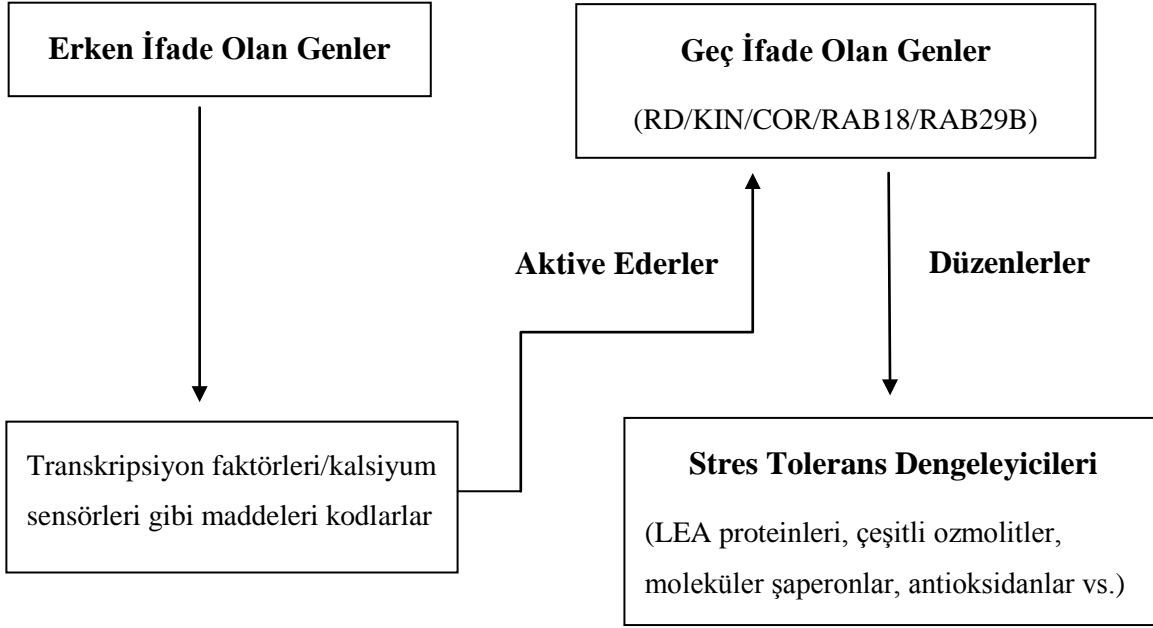 Erken İfade Olan Genler
Geç İfade Olan Genler
(RD/KIN/COR/RAB18/RAB29B)
Aktive Ederler
Düzenlerler
Transkripsiyon faktörleri/kalsiyum
sensörleri gibi maddeleri kodlarlar
Stres Tolerans Dengeleyicileri
(LEA proteinleri, çeşitli ozmolitler,
moleküler şaperonlar, antioksidanlar vs.)